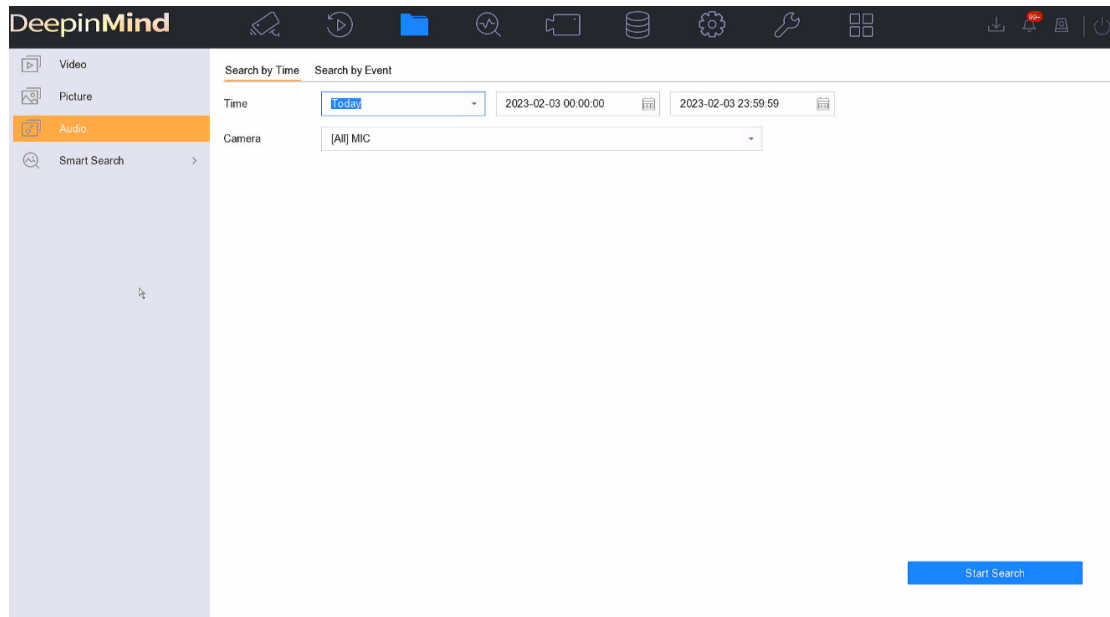 DeepinMind
99+
Video
Picture
Audio
Smart Search
Search by Time Search by Event
Time Today 2023-02-03 00:00:00 2023-02-03 23:59:59
Camera [All] MIC
Start Search